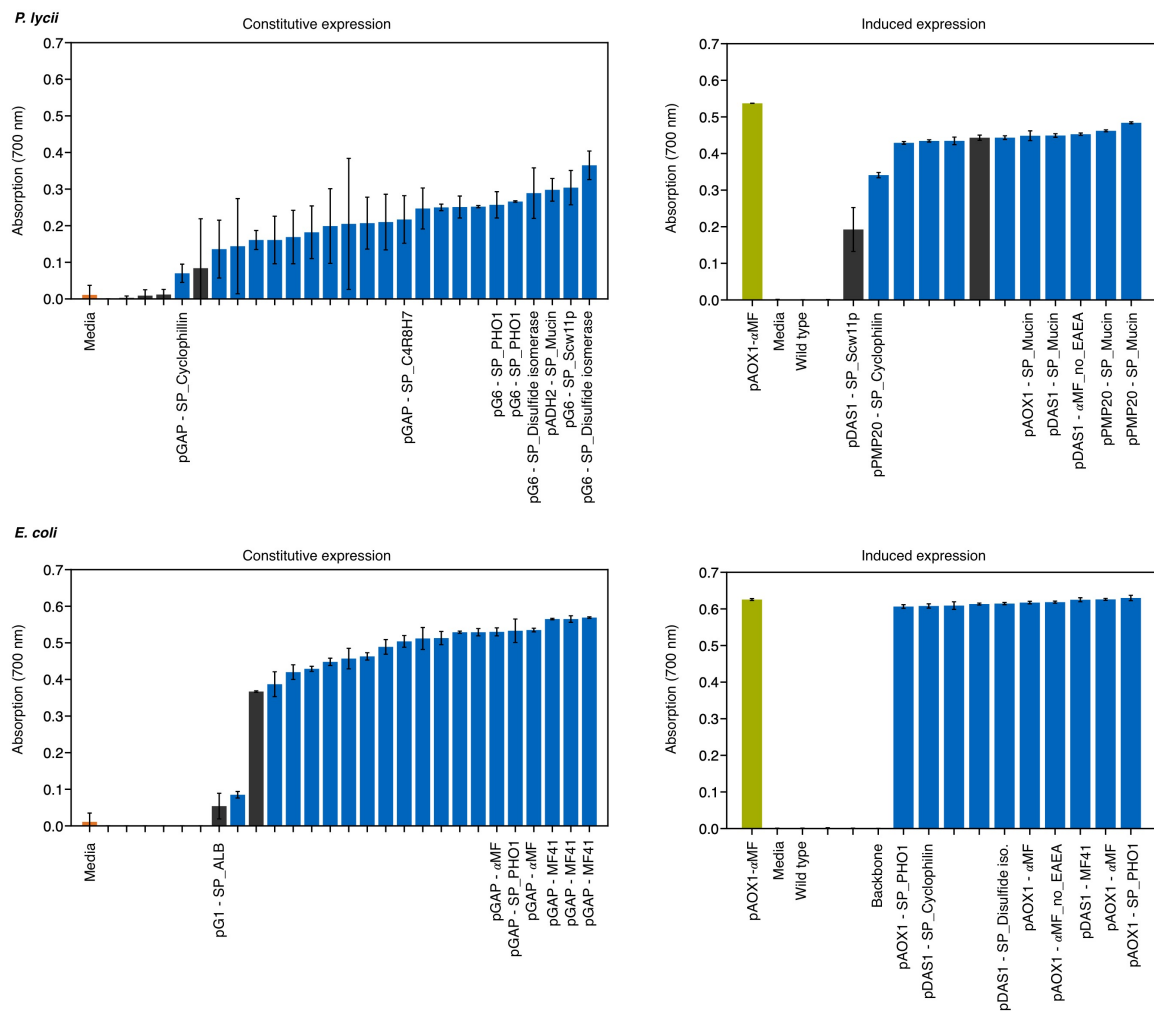 P. lycii
Constitutive expression
Absorption (700 nm)
0.7
0.6
0.5
0.4
0.3
0.2
0.1
0.0
Media
pGAP - SP_Cyclophillin
pGAP - SP_C4R8H7
pG6 - SP_PHO1
pG6 - SP_PHO1
pG6 - SP_Disulfide isomerase
pADH2 - SP_Mucin
pG6 - SP_Scw11p
pG6 - SP_Disulfide iosmerase
Induced expression
Absorption (700 nm)
0.7
0.6
0.5
0.4
0.3
0.2
0.1
0.0
pAOX1-αMF
Media
Wild type
pDAS1 - SP_Scw11p
pPMP20 - SP_Cyclophilin
pAOX1 - SP_Mucin
pDAS1 - SP_Mucin
pDAS1 - αMF_no_EAEA
pPMP20 - SP_Mucin
pPMP20 - SP_Mucin
E. coli
Constitutive expression
Absorption (700 nm)
0.7
0.6
0.5
0.4
0.3
0.2
0.1
0.0
Media
pG1 - SP_ALB
pGAP - αMF
pGAP - SP_PHO1
pGAP - αMF
pGAP - MF41
pGAP - MF41
pGAP - MF41
Induced expression
Absorption (700 nm)
0.7
0.6
0.5
0.4
0.3
0.2
0.1
0.0
pAOX1-αMF
Media
Wild type
Backbone
pAOX1 - SP_PHO1
pDAS1 - SP_Cyclophilin
pDAS1 - SP_Disulfide iso.
pAOX1 - αMF
pAOX1 - αMF_no_EAEA
pDAS1 - MF41
pAOX1 - αMF
pAOX1 - SP_PHO1